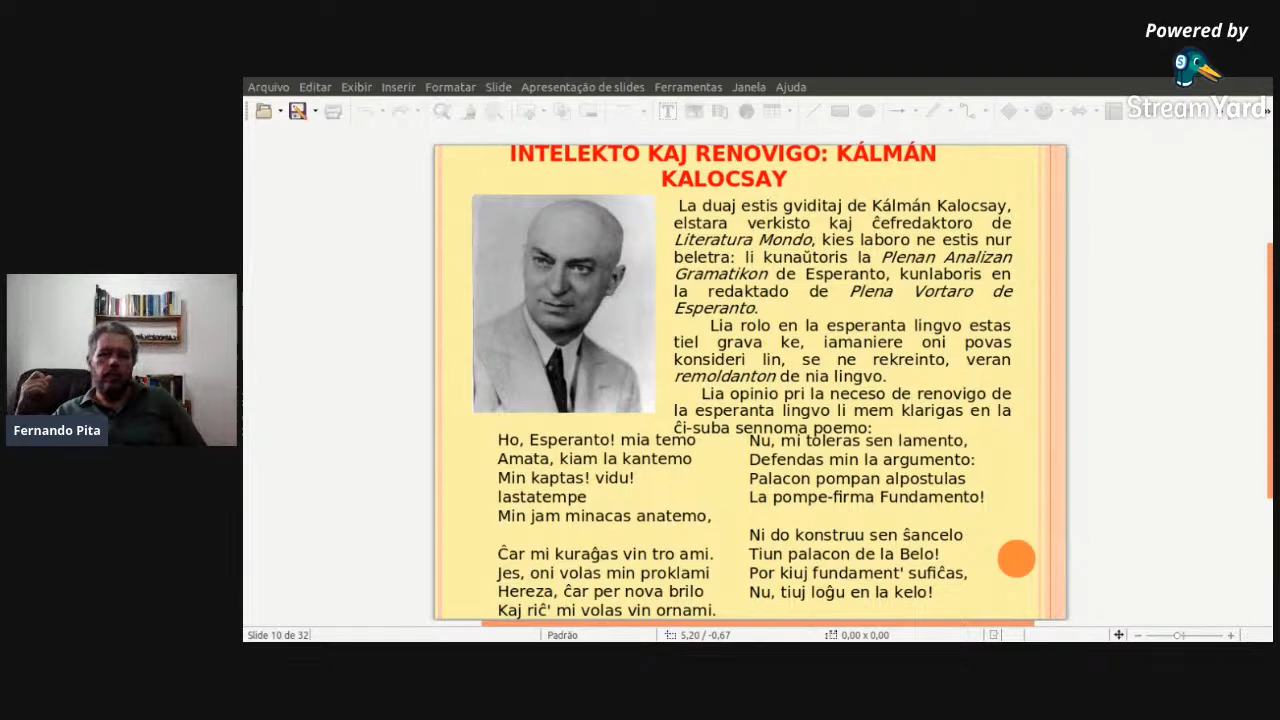 Powered by
StreamYard
Arquivo Editar Exibir Inserir Formatar Slide Apresentação de slides Ferramentas Janela Ajuda
INTELEKTO KAJ RENOVIGO: KÁLMÁN
KALOCSAY
La duaj estis gviditaj de Kálmán Kalocsay,
elstara verkisto kaj ĉefredaktoro de
Literatura Mondo, kies laboro ne estis nur
beletra: li kunaŭtoris la Plenan Analizan
Gramatikon de Esperanto, kunlaboris en
la redaktado de Plena Vortaro de
Esperanto.
Lia rolo en la esperanta lingvo estas
tiel grava ke, iamaniere oni povas
konsideri lin, se ne rekreinto, veran
remoldanton de nia lingvo.
Lia opinio pri la neceso de renovigo de
la esperanta lingvo li mem klarigas en la
ĉi-suba sennoma poemo:
Ho, Esperanto! mia temo
Amata, kiam la kantemo
Min kaptas! vidu!
lastatempe
Min jam minacas anatemo,
Ĉar mi kuraĝas vin tro ami.
Jes, oni volas min proklami
Hereza, ĉar per nova brilo
Kaj riĉ' mi volas vin ornami.
Nu, mi toleras sen lamento,
Defendas min la argumento:
Palacon pompan alpostulas
La pompe-firma Fundamento!
Ni do konstruu sen ŝancelo
Tiun palacon de la Belo!
Por kiuj fundament' sufiĉas,
Nu, tiuj loĝu en la kelo!
Fernando Pita
Slide 10 de 32
Padrão
5,20 / -0,67
0,00 x 0,00